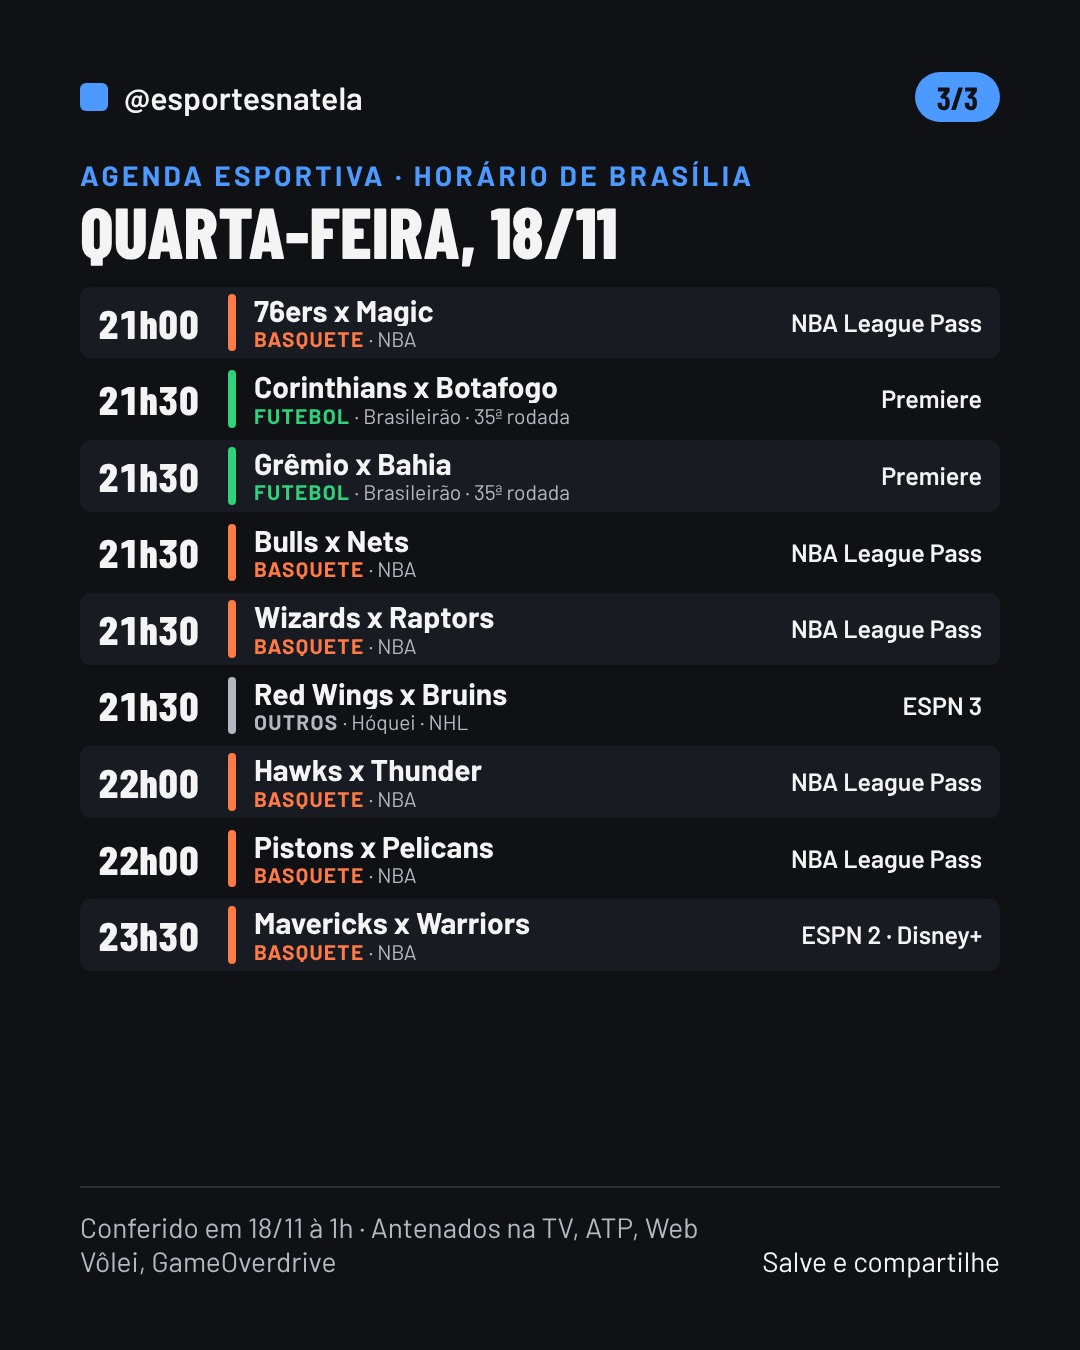 @esportesnatela
3/3
AGENDA ESPORTIVA · HORÁRIO DE BRASÍLIA
QUARTA-FEIRA, 18/11
21h00
76ers x Magic
BASQUETE · NBA
NBA League Pass
21h30
Corinthians x Botafogo
FUTEBOL · Brasileirão · 35ª rodada
Premiere
21h30
Grêmio x Bahia
FUTEBOL · Brasileirão · 35ª rodada
Premiere
21h30
Bulls x Nets
BASQUETE · NBA
NBA League Pass
21h30
Wizards x Raptors
BASQUETE · NBA
NBA League Pass
21h30
Red Wings x Bruins
OUTROS · Hóquei · NHL
ESPN 3
22h00
Hawks x Thunder
BASQUETE · NBA
NBA League Pass
22h00
Pistons x Pelicans
BASQUETE · NBA
NBA League Pass
23h30
Mavericks x Warriors
BASQUETE · NBA
ESPN 2 · Disney+
Conferido em 18/11 à 1h · Antenados na TV, ATP, Web
Vôlei, GameOverdrive
Salve e compartilhe